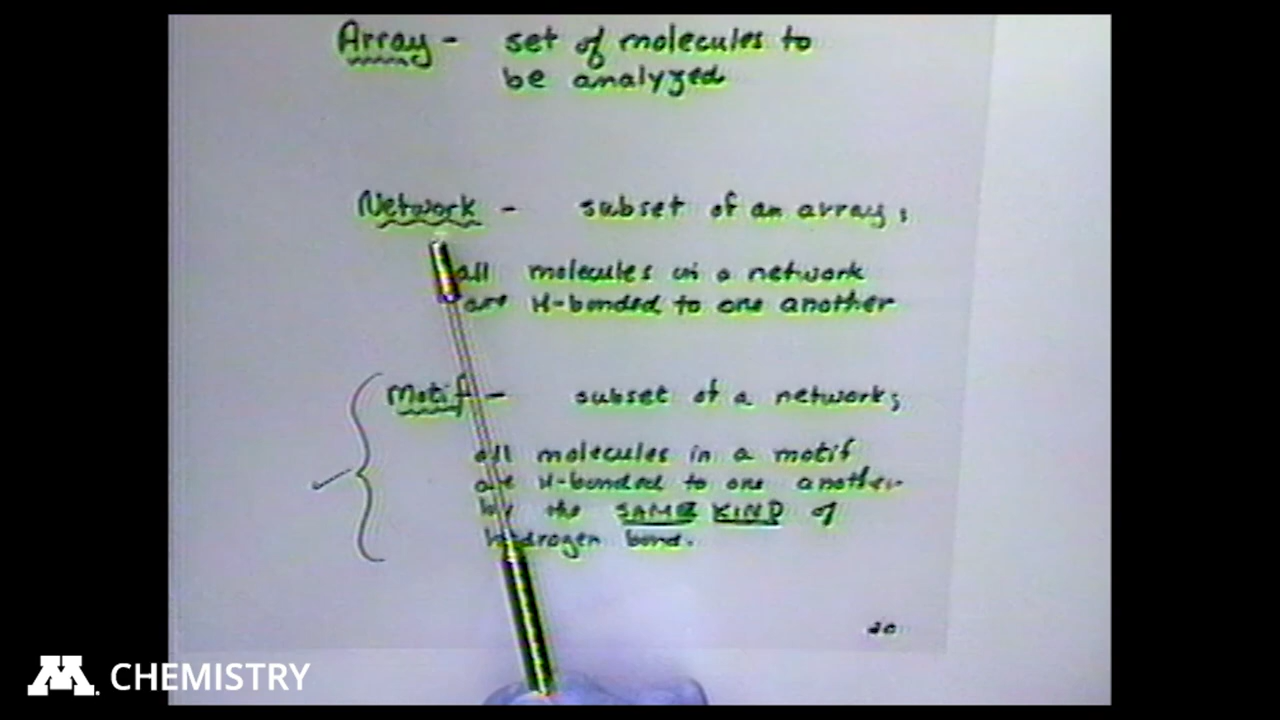 Array - set of molecules to
be analyzed
Network - subset of an array;
all molecules in a network
are H-bonded to one another
Motif - subset of a network;
all molecules in a motif
are H-bonded to one another
by the SAME KIND of
hydrogen bond.
20
M. CHEMISTRY